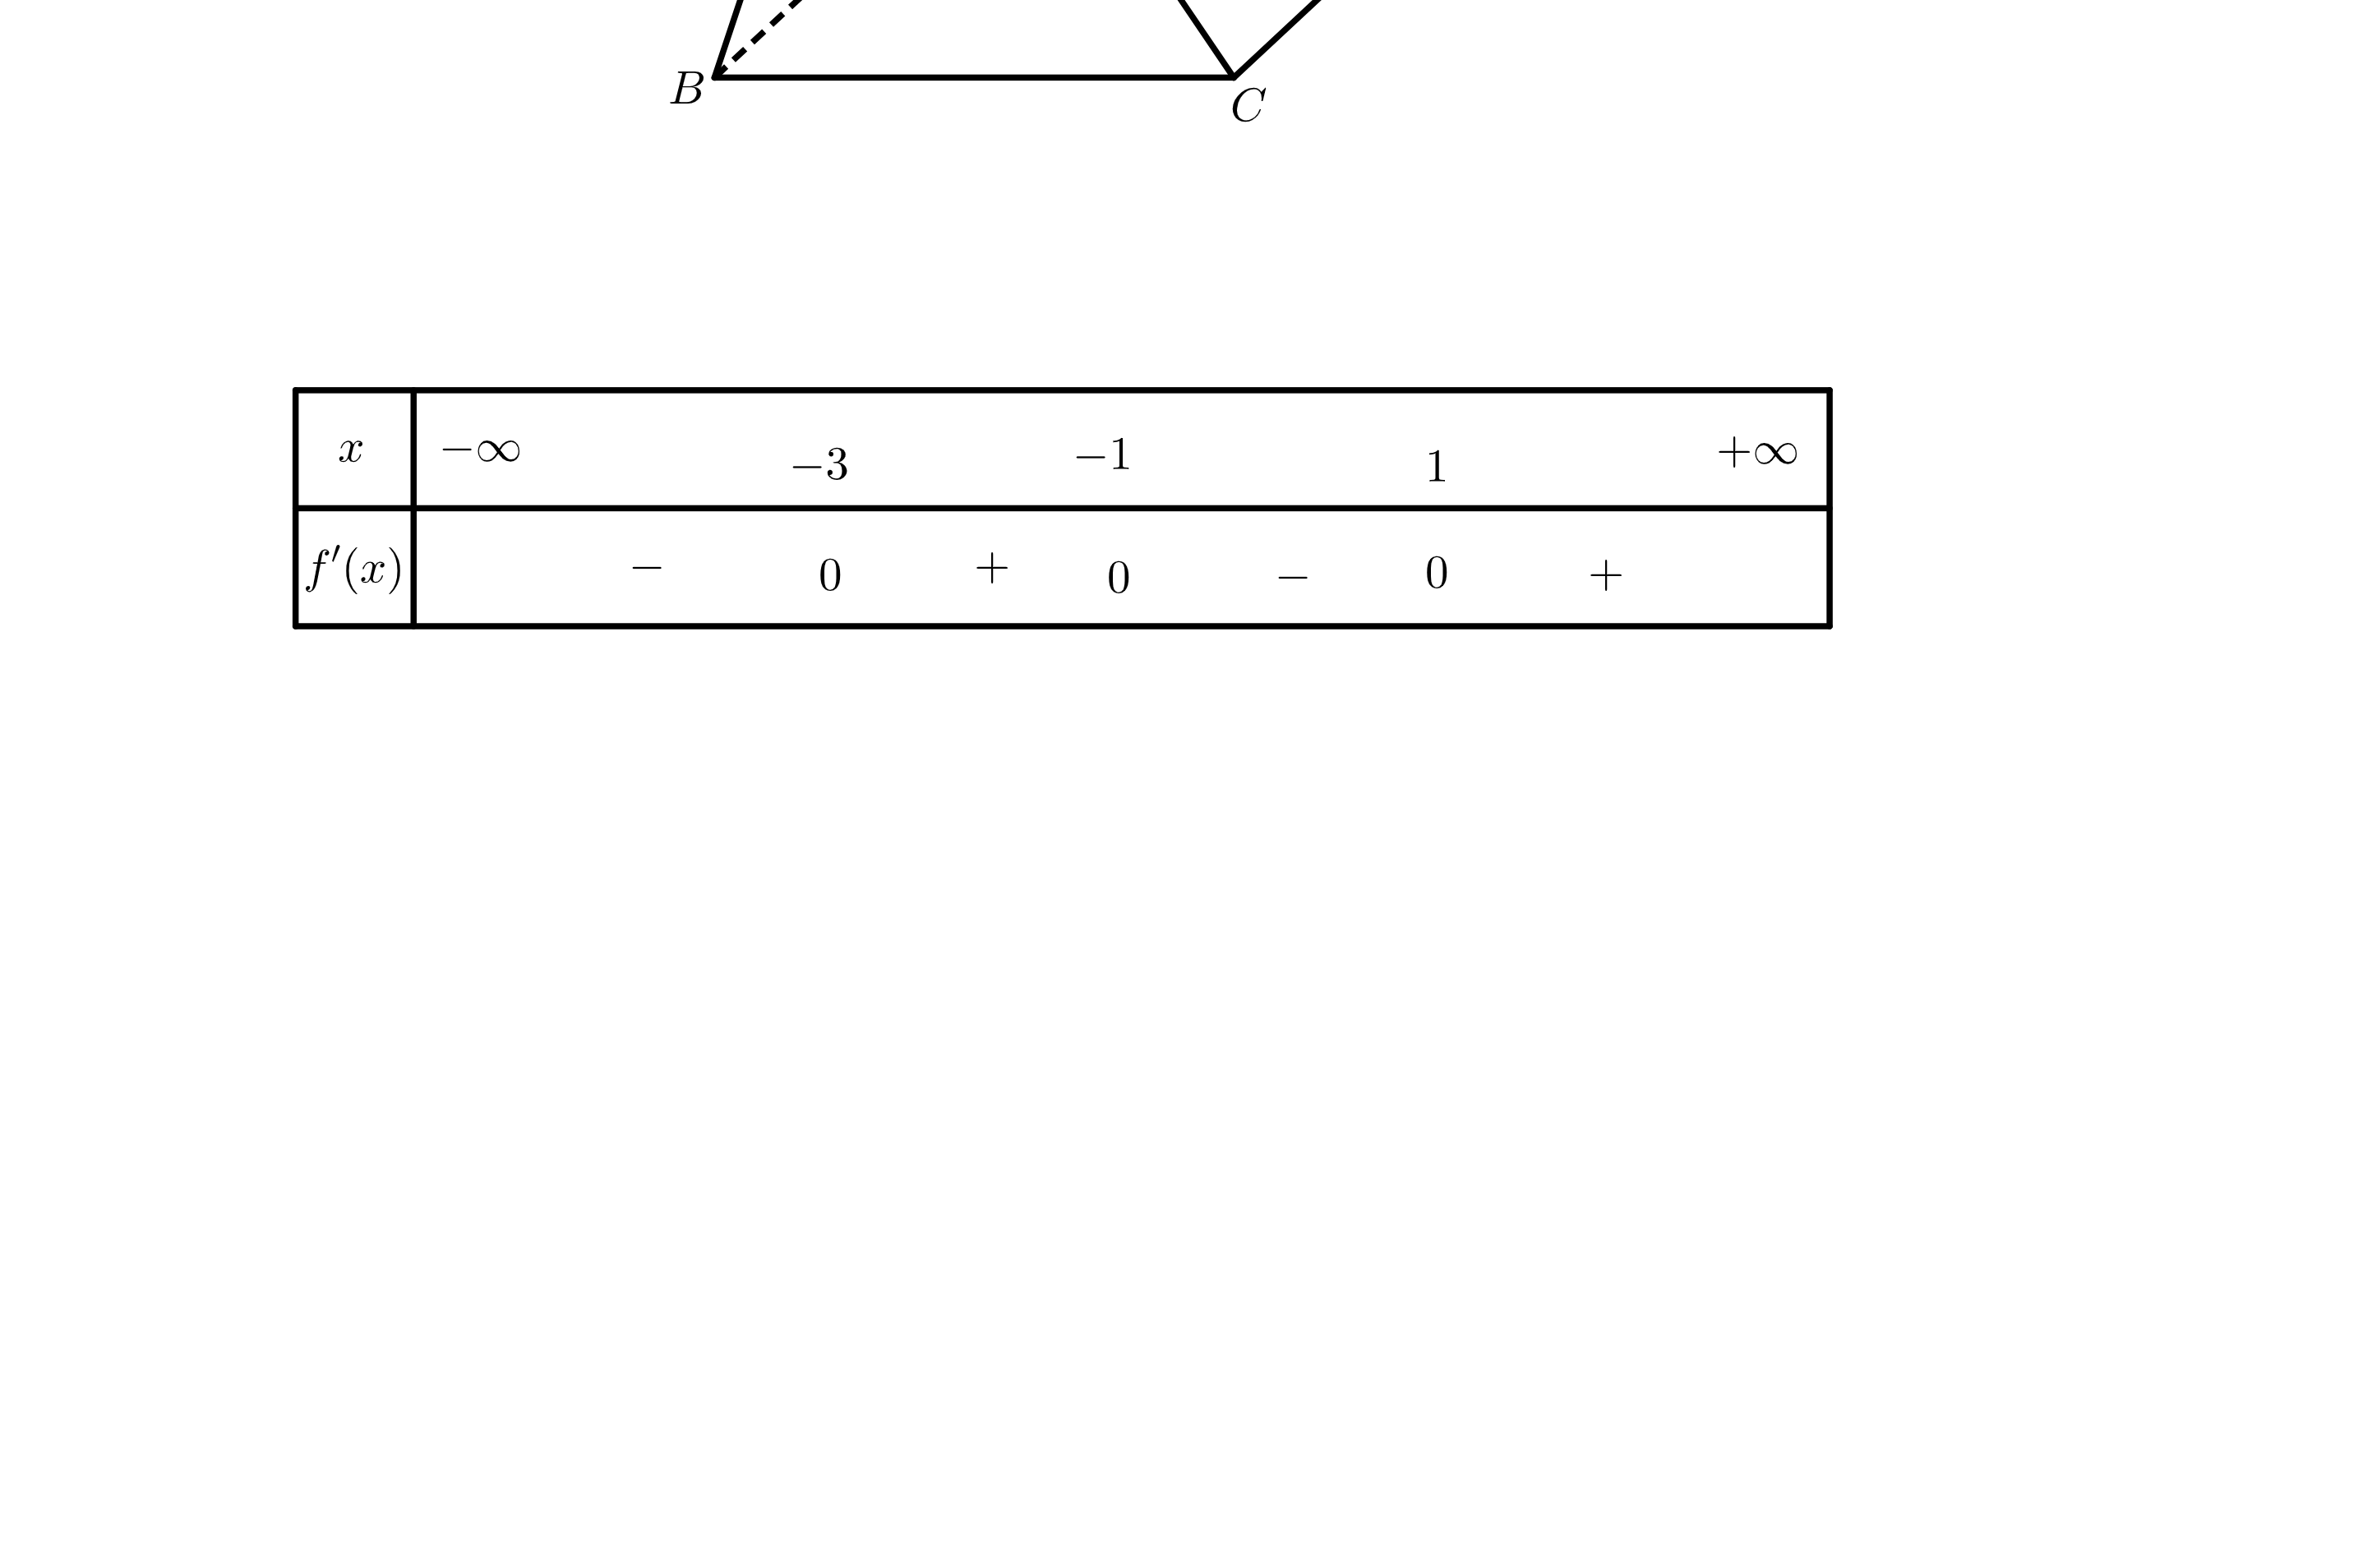 B
C
x −∞ −3 −1 1 +∞
f′(x) − 0 + 0 − 0 +